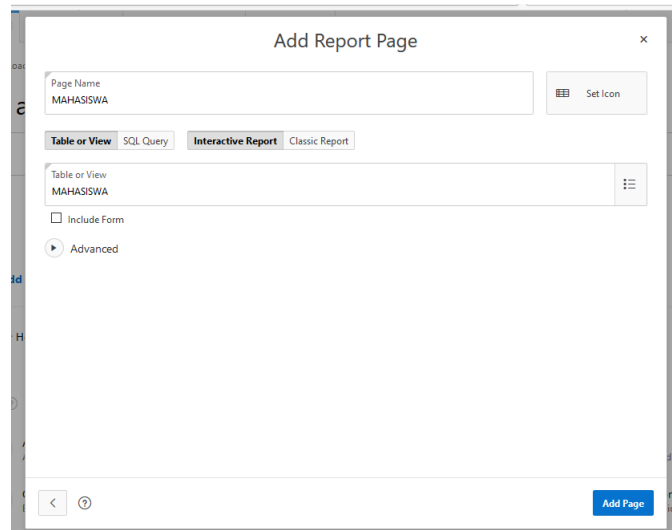 Add Report Page
Page Name
MAHASISWA
Set Icon
Table or View SQL Query Interactive Report Classic Report
Table or View
MAHASISWA
Include Form
Advanced
Add Page